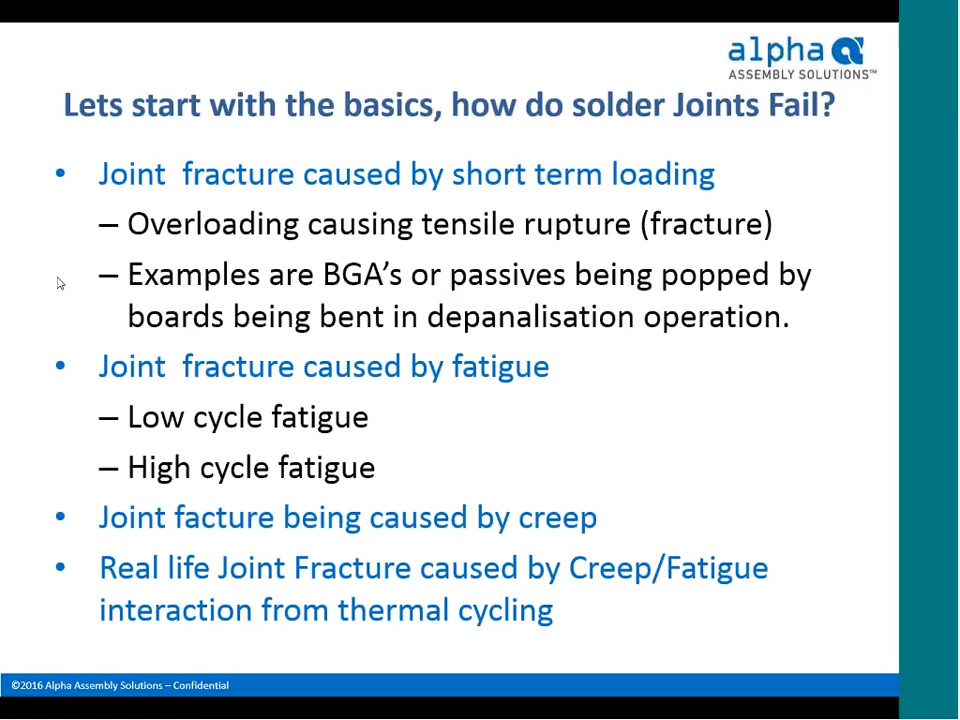 alpha
ASSEMBLY SOLUTIONS™
Lets start with the basics, how do solder Joints Fail?
• Joint fracture caused by short term loading
– Overloading causing tensile rupture (fracture)
– Examples are BGA’s or passives being popped by
boards being bent in depanalisation operation.
• Joint fracture caused by fatigue
– Low cycle fatigue
– High cycle fatigue
• Joint facture being caused by creep
• Real life Joint Fracture caused by Creep/Fatigue
interaction from thermal cycling
©2016 Alpha Assembly Solutions – Confidential